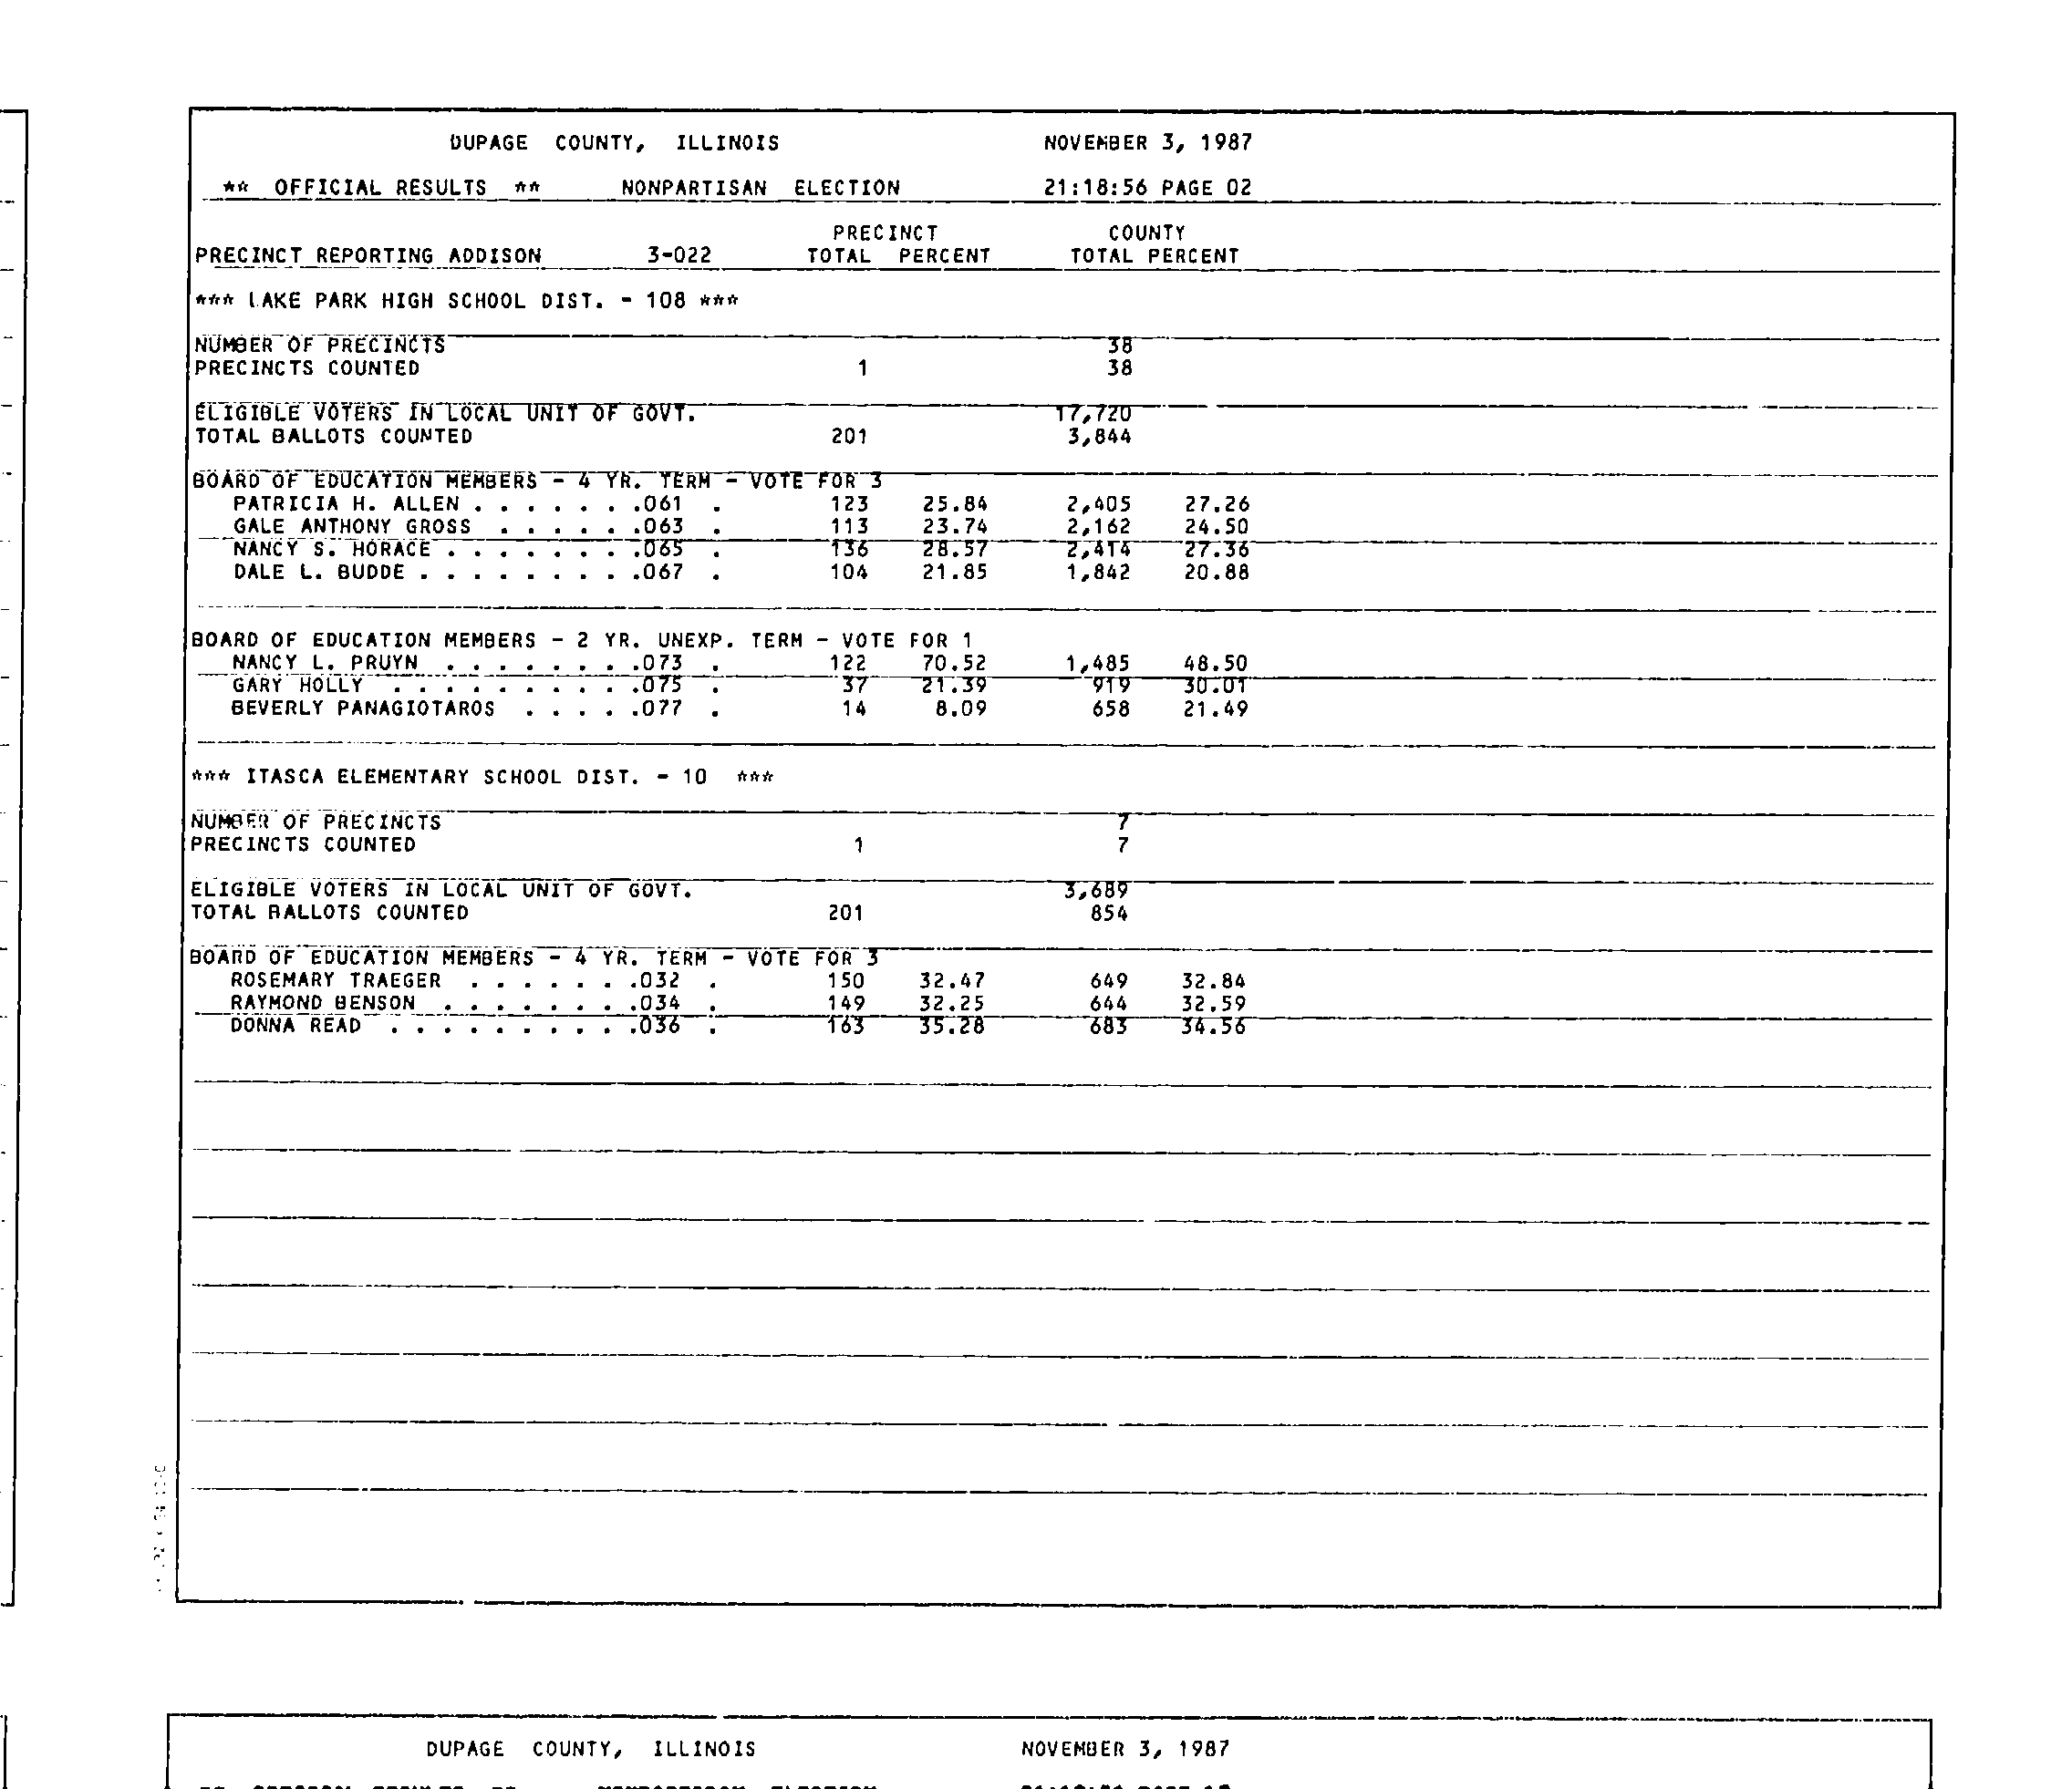 DUPAGE COUNTY, ILLINOIS NOVEMBER 3, 1987
** OFFICIAL RESULTS ** NONPARTISAN ELECTION 21:18:56 PAGE 02
PRECINCT COUNTY
PRECINCT REPORTING ADDISON 3-022 TOTAL PERCENT TOTAL PERCENT
*** LAKE PARK HIGH SCHOOL DIST. - 108 ***
NUMBER OF PRECINCTS 38
PRECINCTS COUNTED 1 38
ELIGIBLE VOTERS IN LOCAL UNIT OF GOVT. 17,720
TOTAL BALLOTS COUNTED 201 3,844
BOARD OF EDUCATION MEMBERS - 4 YR. TERM - VOTE FOR 3
PATRICIA H. ALLEN . . . . . . .061 . 123 25.84 2,405 27.26
GALE ANTHONY GROSS . . . . . .063 . 113 23.74 2,162 24.50
NANCY S. HORACE . . . . . . . .065 . 136 28.57 2,414 27.36
DALE L. BUDDE . . . . . . . . .067 . 104 21.85 1,842 20.88
BOARD OF EDUCATION MEMBERS - 2 YR. UNEXP. TERM - VOTE FOR 1
NANCY L. PRUYN . . . . . . . .073 . 122 70.52 1,485 48.50
GARY HOLLY . . . . . . . . . .075 . 37 21.39 919 30.01
BEVERLY PANAGIOTAROS . . . . .077 . 14 8.09 658 21.49
*** ITASCA ELEMENTARY SCHOOL DIST. - 10 ***
NUMBER OF PRECINCTS 7
PRECINCTS COUNTED 1 7
ELIGIBLE VOTERS IN LOCAL UNIT OF GOVT. 3,689
TOTAL BALLOTS COUNTED 201 854
BOARD OF EDUCATION MEMBERS - 4 YR. TERM - VOTE FOR 3
ROSEMARY TRAEGER . . . . . . .032 . 150 32.47 649 32.84
RAYMOND BENSON . . . . . . . .034 . 149 32.25 644 32.59
DONNA READ . . . . . . . . . .036 . 163 35.28 683 34.56
DUPAGE COUNTY, ILLINOIS NOVEMBER 3, 1987